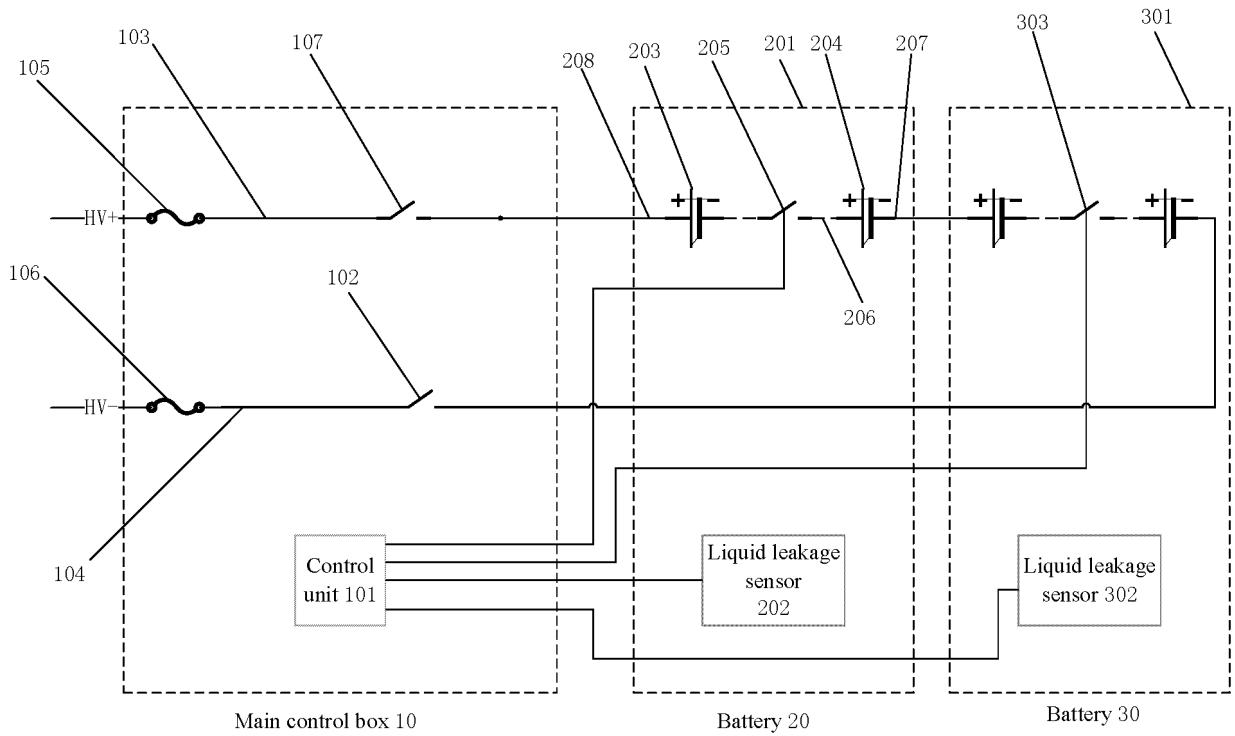 301
303
107
203
205
201
204
207
103
208
105
+ -
+ -
+ -
+ -
HV+
106
102
206
HV-
104
Control
unit 101
Liquid leakage
sensor
202
Liquid leakage
sensor 302
Main control box 10
Battery 20
Battery 30